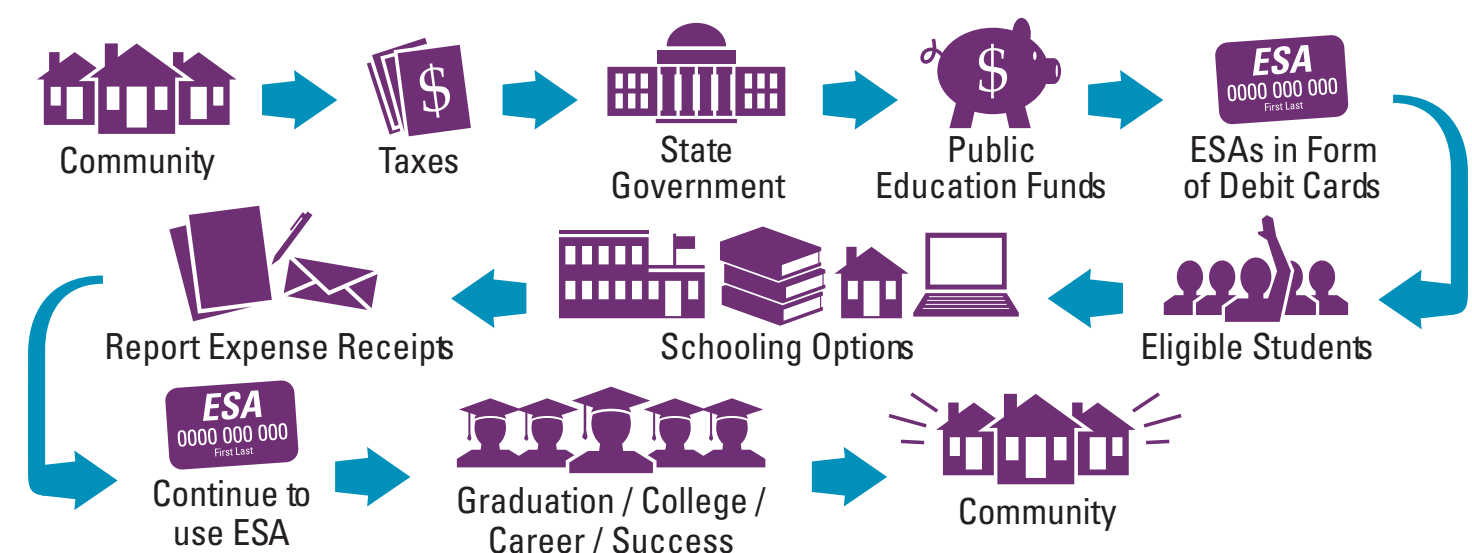 Community
$
Taxes
State
Government
$
Public
Education Funds
ESA
0000 000 000
First Last
ESAs in Form
of Debit Cards
Report Expense Receipts
Schooling Options
Eligible Students
ESA
0000 000 000
First Last
Continue to
use ESA
Graduation / College /
Career / Success
Community